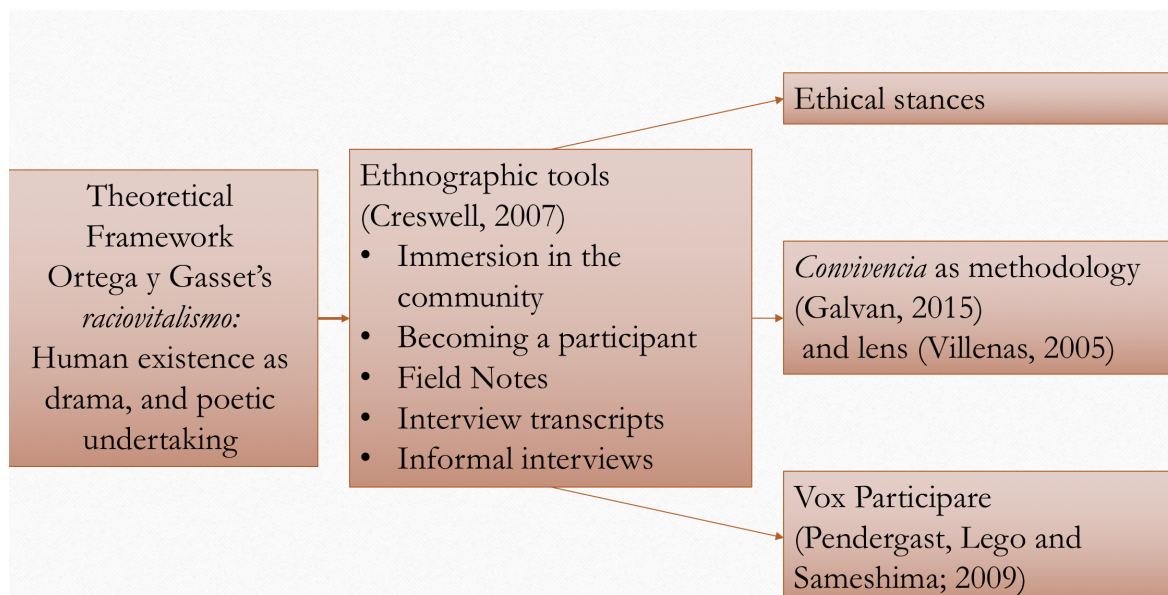 Theoretical
Framework
Ortega y Gasset’s
raciovitalismo:
Human existence as
drama, and poetic
undertaking
Ethnographic tools
(Creswell, 2007)
• Immersion in the
community
• Becoming a participant
• Field Notes
• Interview transcripts
• Informal interviews
Ethical stances
Convivencia as methodology
(Galvan, 2015)
and lens (Villenas, 2005)
Vox Participare
(Pendergast, Lego and
Sameshima; 2009)